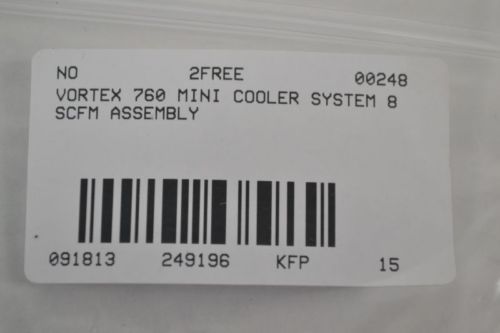 NO 2FREE 00248
VORTEX 760 MINI COOLER SYSTEM 8
SCFM ASSEMBLY
091813 249196 KFP 15